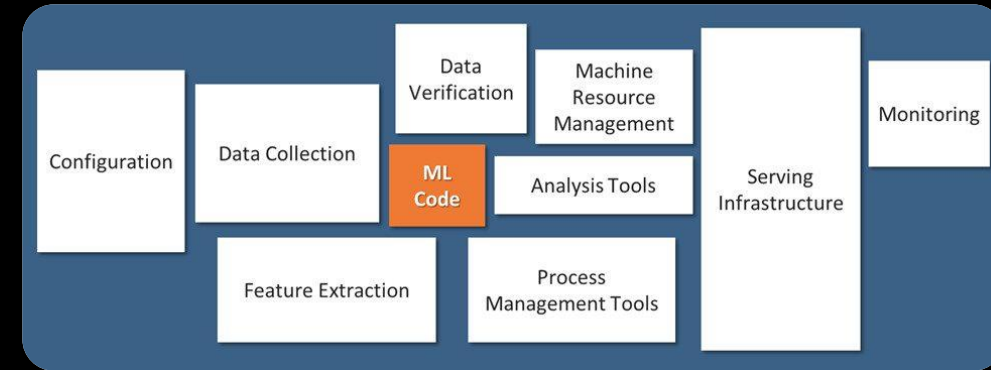 Configuration
Data Collection
Data
Verification
Machine
Resource
Management
ML
Code
Analysis Tools
Feature Extraction
Process
Management Tools
Serving
Infrastructure
Monitoring